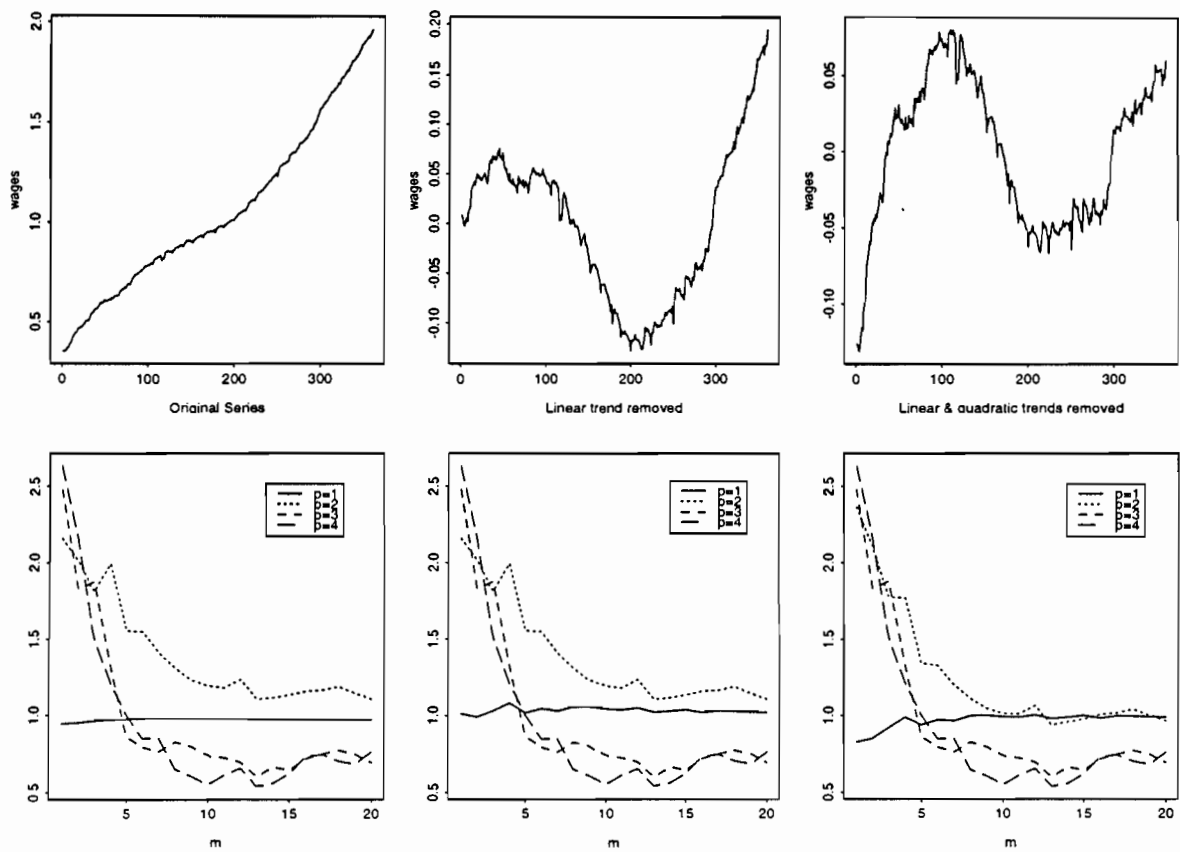 2.0
1.5
1.0
0.5
wages
0 100 200 300
Original Series
0.20
0.15
0.10
0.05
0.0
-0.05
-0.10
wages
0 100 200 300
Linear trend removed
0.05
0.0
-0.05
-0.10
wages
0 100 200 300
Linear & quadratic trends removed
2.5
2.0
1.5
1.0
0.5
p=1
p=2
p=3
p=4
5 10 15 20
m
2.5
2.0
1.5
1.0
0.5
p=1
p=2
p=3
p=4
5 10 15 20
m
2.5
2.0
1.5
1.0
0.5
p=1
p=2
p=3
p=4
5 10 15 20
m